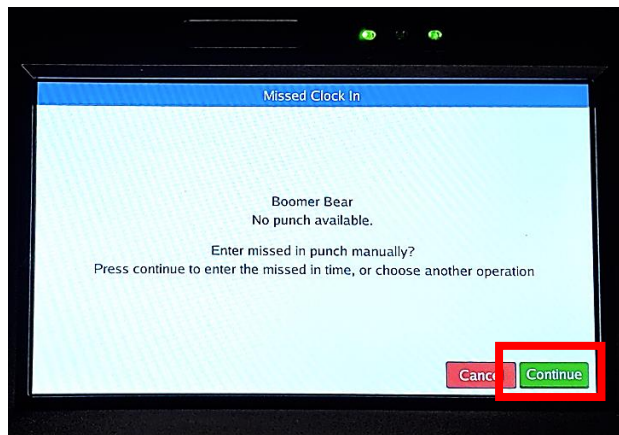 Missed Clock In
Boomer Bear
No punch available.
Enter missed in punch manually?
Press continue to enter the missed in time, or choose another operation
Cance Continue